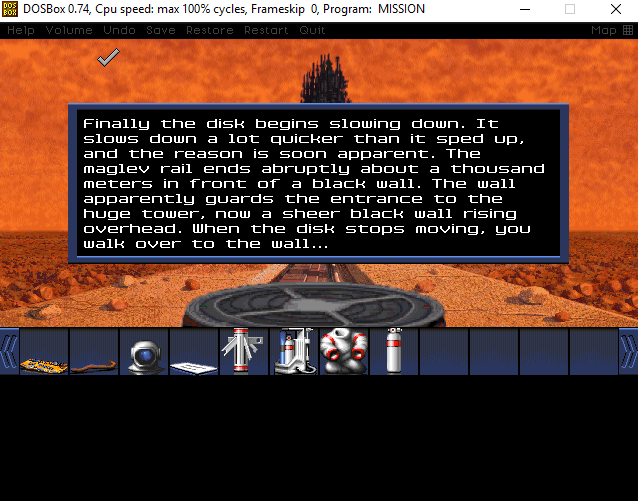 DOSBox 0.74, Cpu speed: max 100% cycles, Frameskip 0, Program: MISSION
Help Volume Undo Save Restore Restart Quit Map
Finally the disk begins slowing down. It
slows down a lot quicker than it sped up,
and the reason is soon apparent. The
maglev rail ends abruptly about a thousand
meters in front of a black wall. The wall
apparently guards the entrance to the
huge tower, now a sheer black wall rising
overhead. When the disk stops moving, you
walk over to the wall...